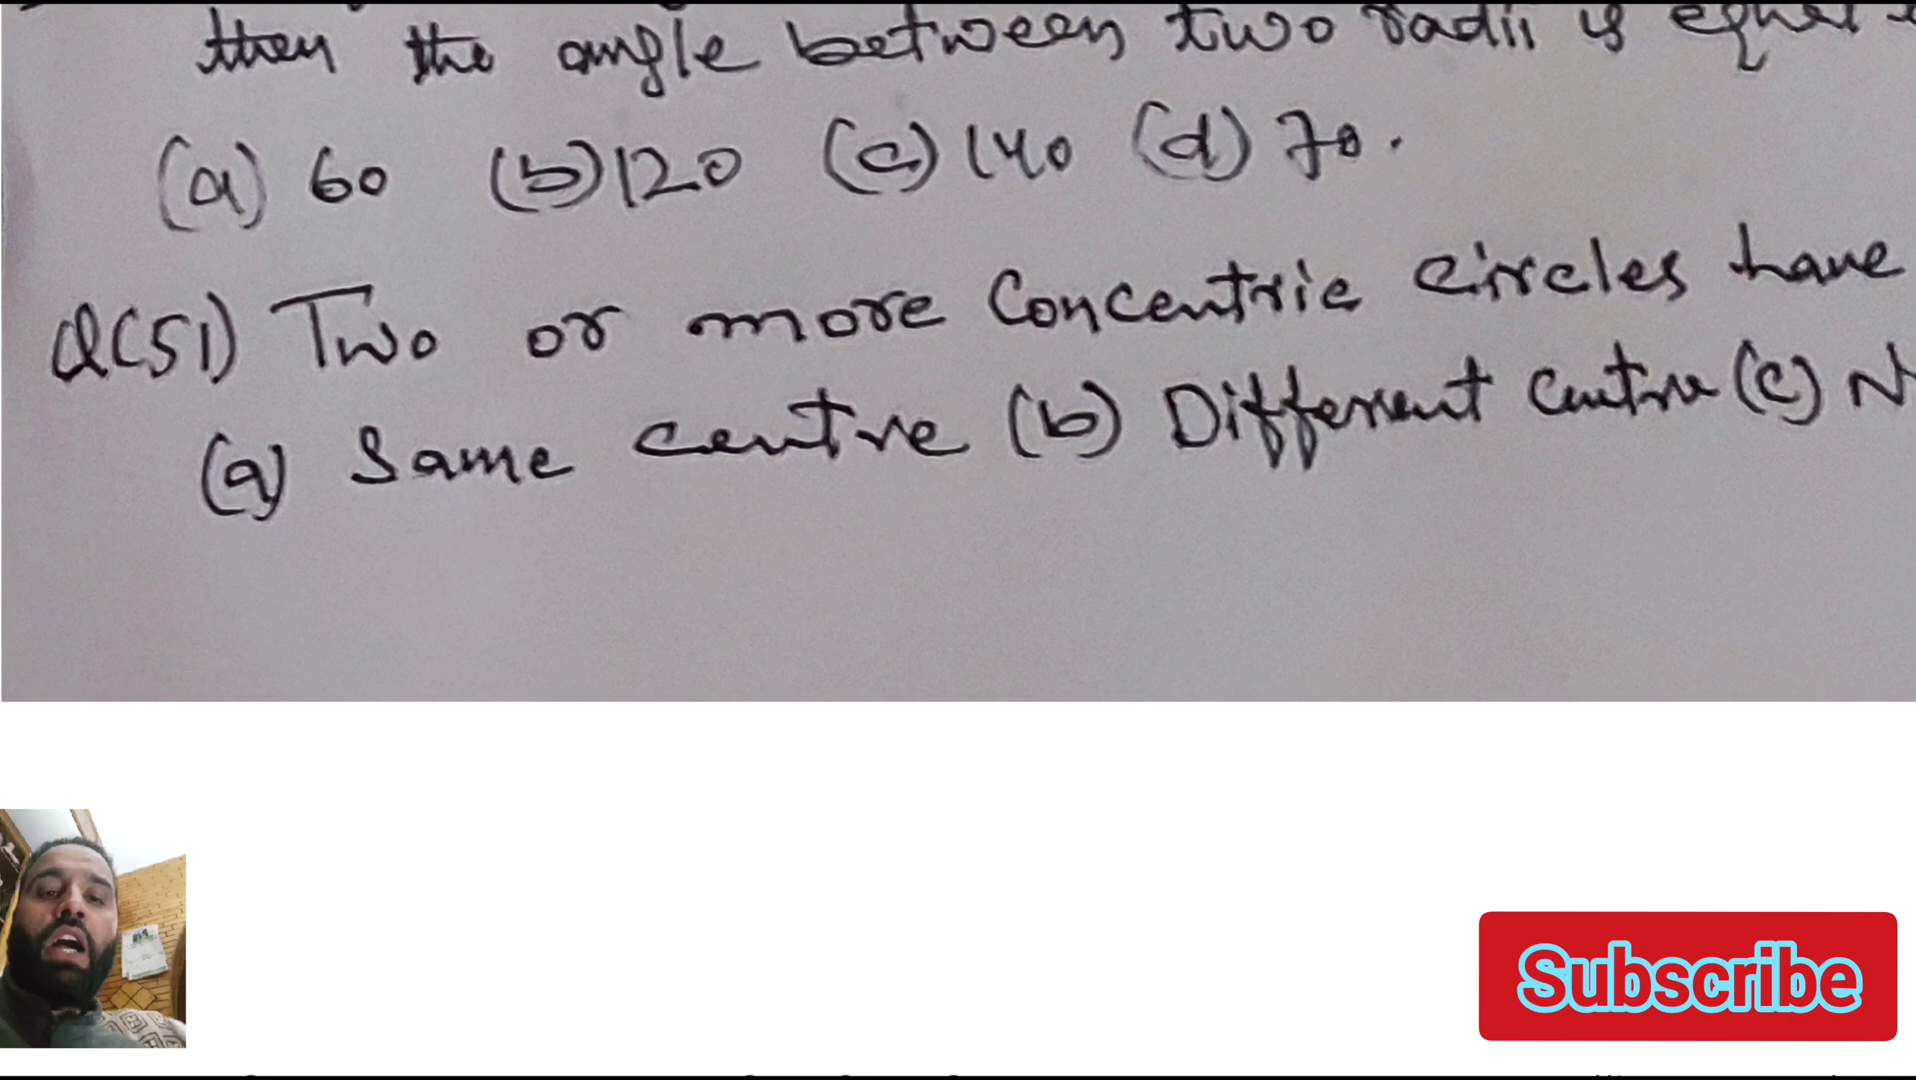 then the angle between two radii is equal
(a) 60 (b) 120 (c) 140 (d) 70.
Q(51) Two or more Concentric circles have
(a) Same centre (b) Different centre (c) N
Subscribe